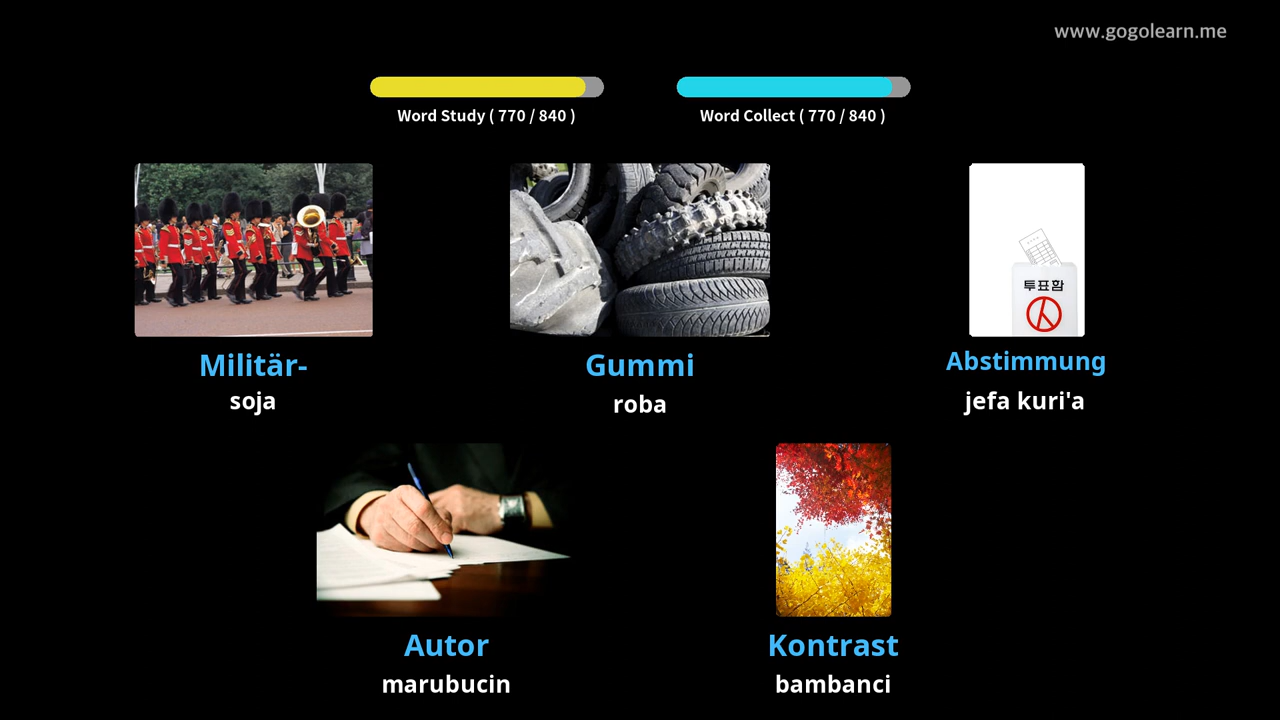 www.gogolearn.me
Word Study ( 770 / 840 )
Word Collect ( 770 / 840 )
투표함
Militär-
soja
Gummi
roba
Abstimmung
jefa kuri'a
Autor
marubucin
Kontrast
bambanci